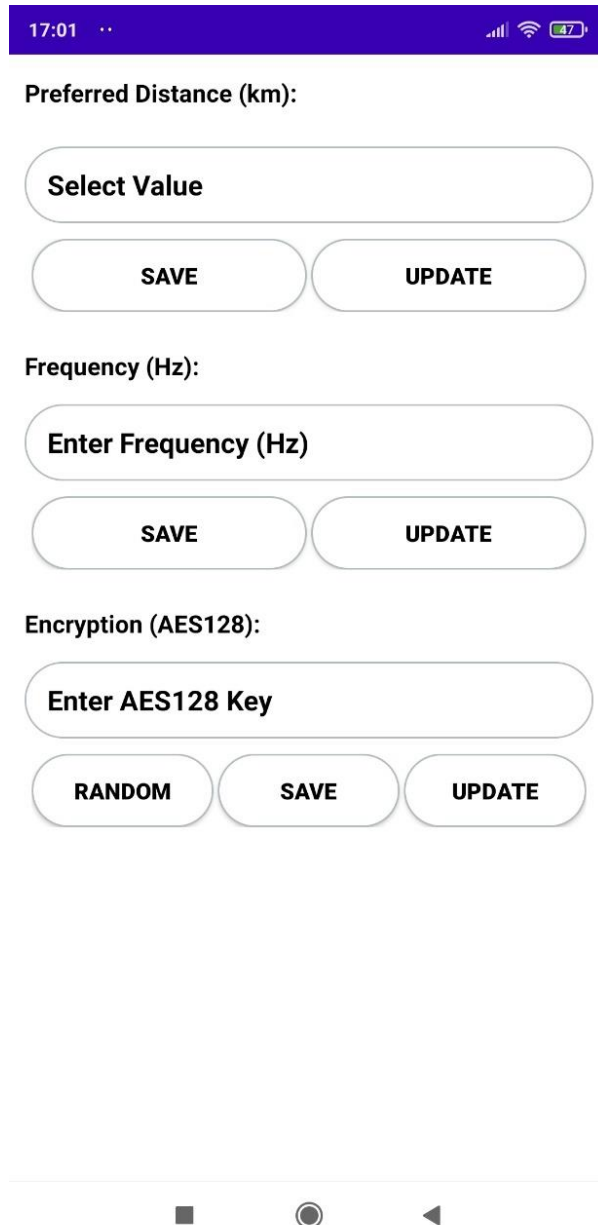 17:01 ·· 47
Preferred Distance (km):
Select Value
SAVE UPDATE
Frequency (Hz):
Enter Frequency (Hz)
SAVE UPDATE
Encryption (AES128):
Enter AES128 Key
RANDOM SAVE UPDATE